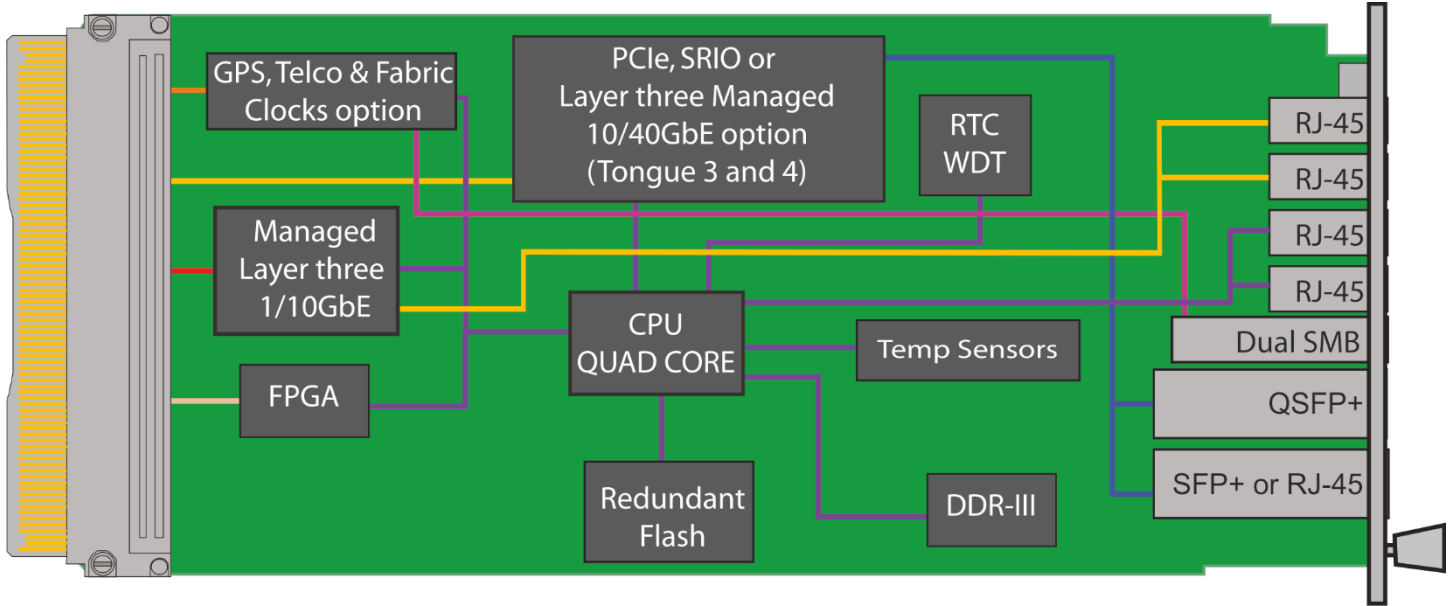 GPS, Telco & Fabric
Clocks option
PCIe, SRIO or
Layer three Managed
10/40GbE option
(Tongue 3 and 4)
RTC
WDT
RJ-45
RJ-45
RJ-45
RJ-45
Managed
Layer three
1/10GbE
CPU
QUAD CORE
Temp Sensors
Dual SMB
FPGA
QSFP+
Redundant
Flash
DDR-III
SFP+ or RJ-45